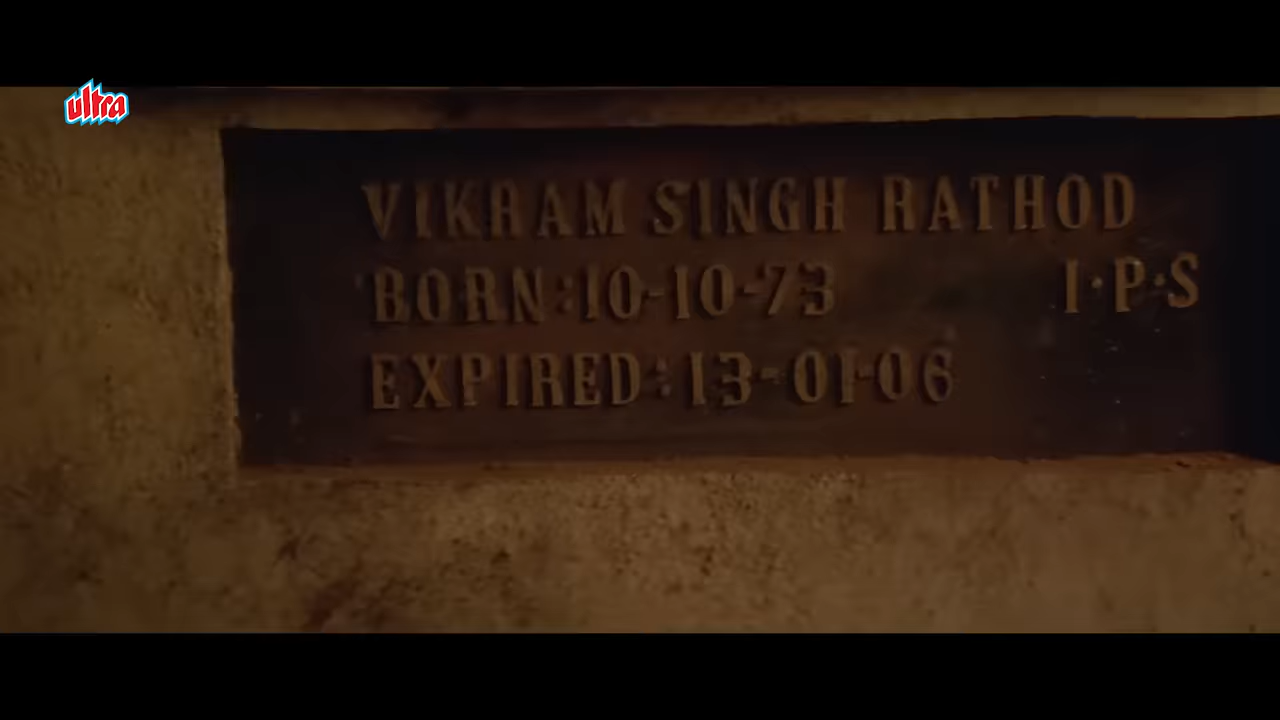 ultra
VIKRAM SINGH RATHOD
BORN:10-10-73 I·P·S
EXPIRED:13-01-06